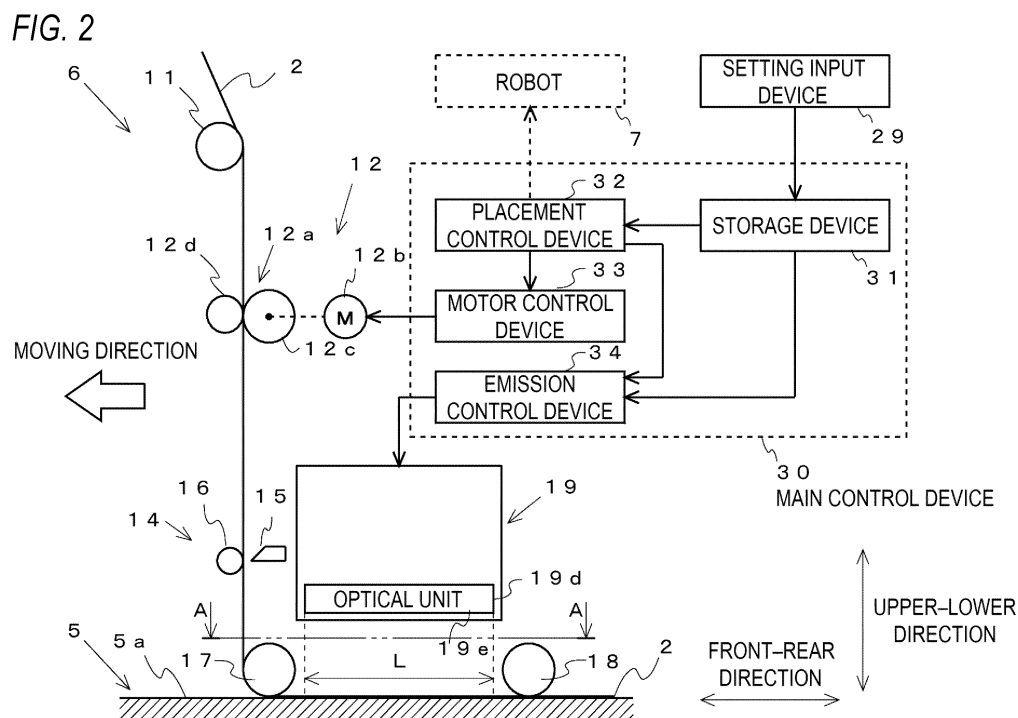 FIG. 2
6
11
2
ROBOT
7
SETTING INPUT
DEVICE
29
12
32
PLACEMENT
CONTROL DEVICE
STORAGE DEVICE
31
12d
12a
12b
33
M
MOTOR CONTROL
DEVICE
12c
MOVING DIRECTION
34
EMISSION
CONTROL DEVICE
30
MAIN CONTROL DEVICE
16
15
14
19
OPTICAL UNIT
19d
A
A
19e
UPPER–LOWER
DIRECTION
5
5a
17
L
18
2
FRONT–REAR
DIRECTION